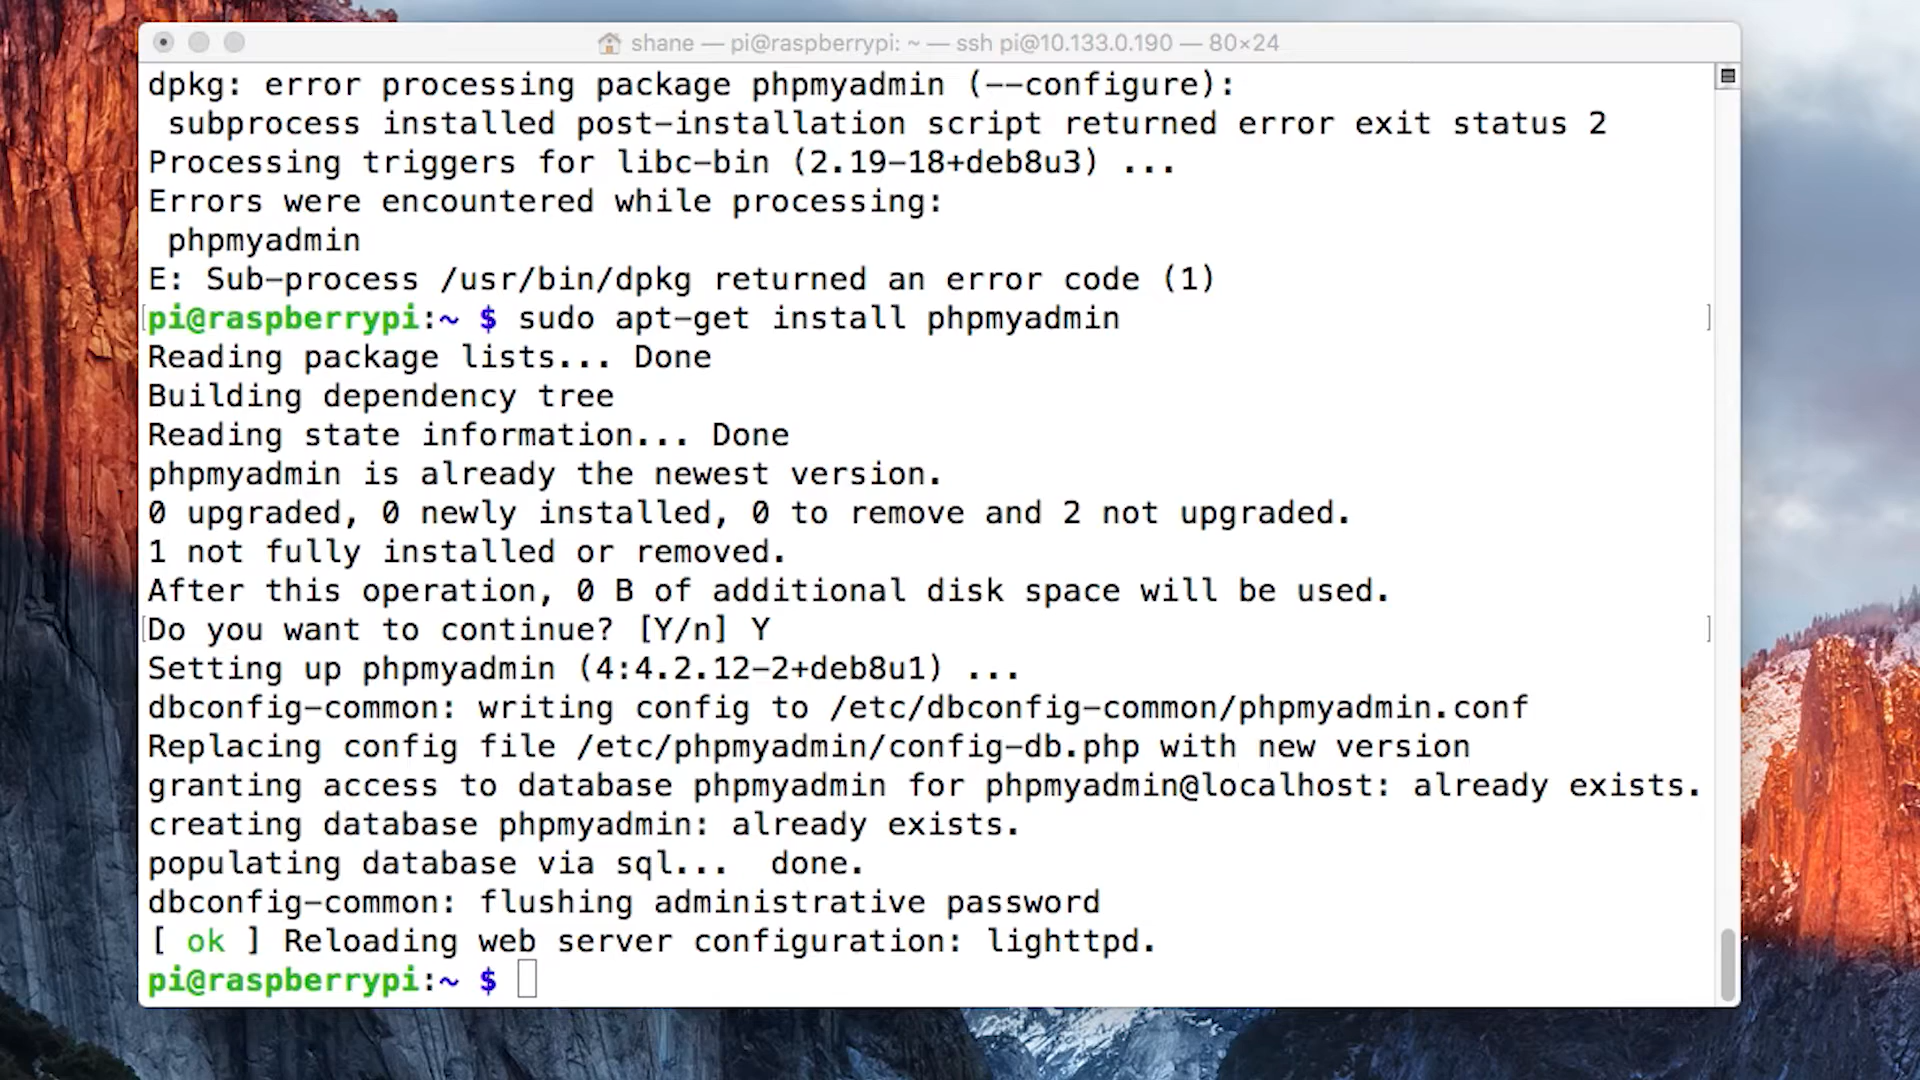 shane — pi@raspberrypi: ~ — ssh pi@10.133.0.190 — 80×24
dpkg: error processing package phpmyadmin (--configure):
 subprocess installed post-installation script returned error exit status 2
Processing triggers for libc-bin (2.19-18+deb8u3) ...
Errors were encountered while processing:
 phpmyadmin
E: Sub-process /usr/bin/dpkg returned an error code (1)
[pi@raspberrypi:~ $ sudo apt-get install phpmyadmin ]
Reading package lists... Done
Building dependency tree
Reading state information... Done
phpmyadmin is already the newest version.
0 upgraded, 0 newly installed, 0 to remove and 2 not upgraded.
1 not fully installed or removed.
After this operation, 0 B of additional disk space will be used.
[Do you want to continue? [Y/n] Y ]
Setting up phpmyadmin (4:4.2.12-2+deb8u1) ...
dbconfig-common: writing config to /etc/dbconfig-common/phpmyadmin.conf
Replacing config file /etc/phpmyadmin/config-db.php with new version
granting access to database phpmyadmin for phpmyadmin@localhost: already exists.
creating database phpmyadmin: already exists.
populating database via sql...  done.
dbconfig-common: flushing administrative password
[ ok ] Reloading web server configuration: lighttpd.
pi@raspberrypi:~ $